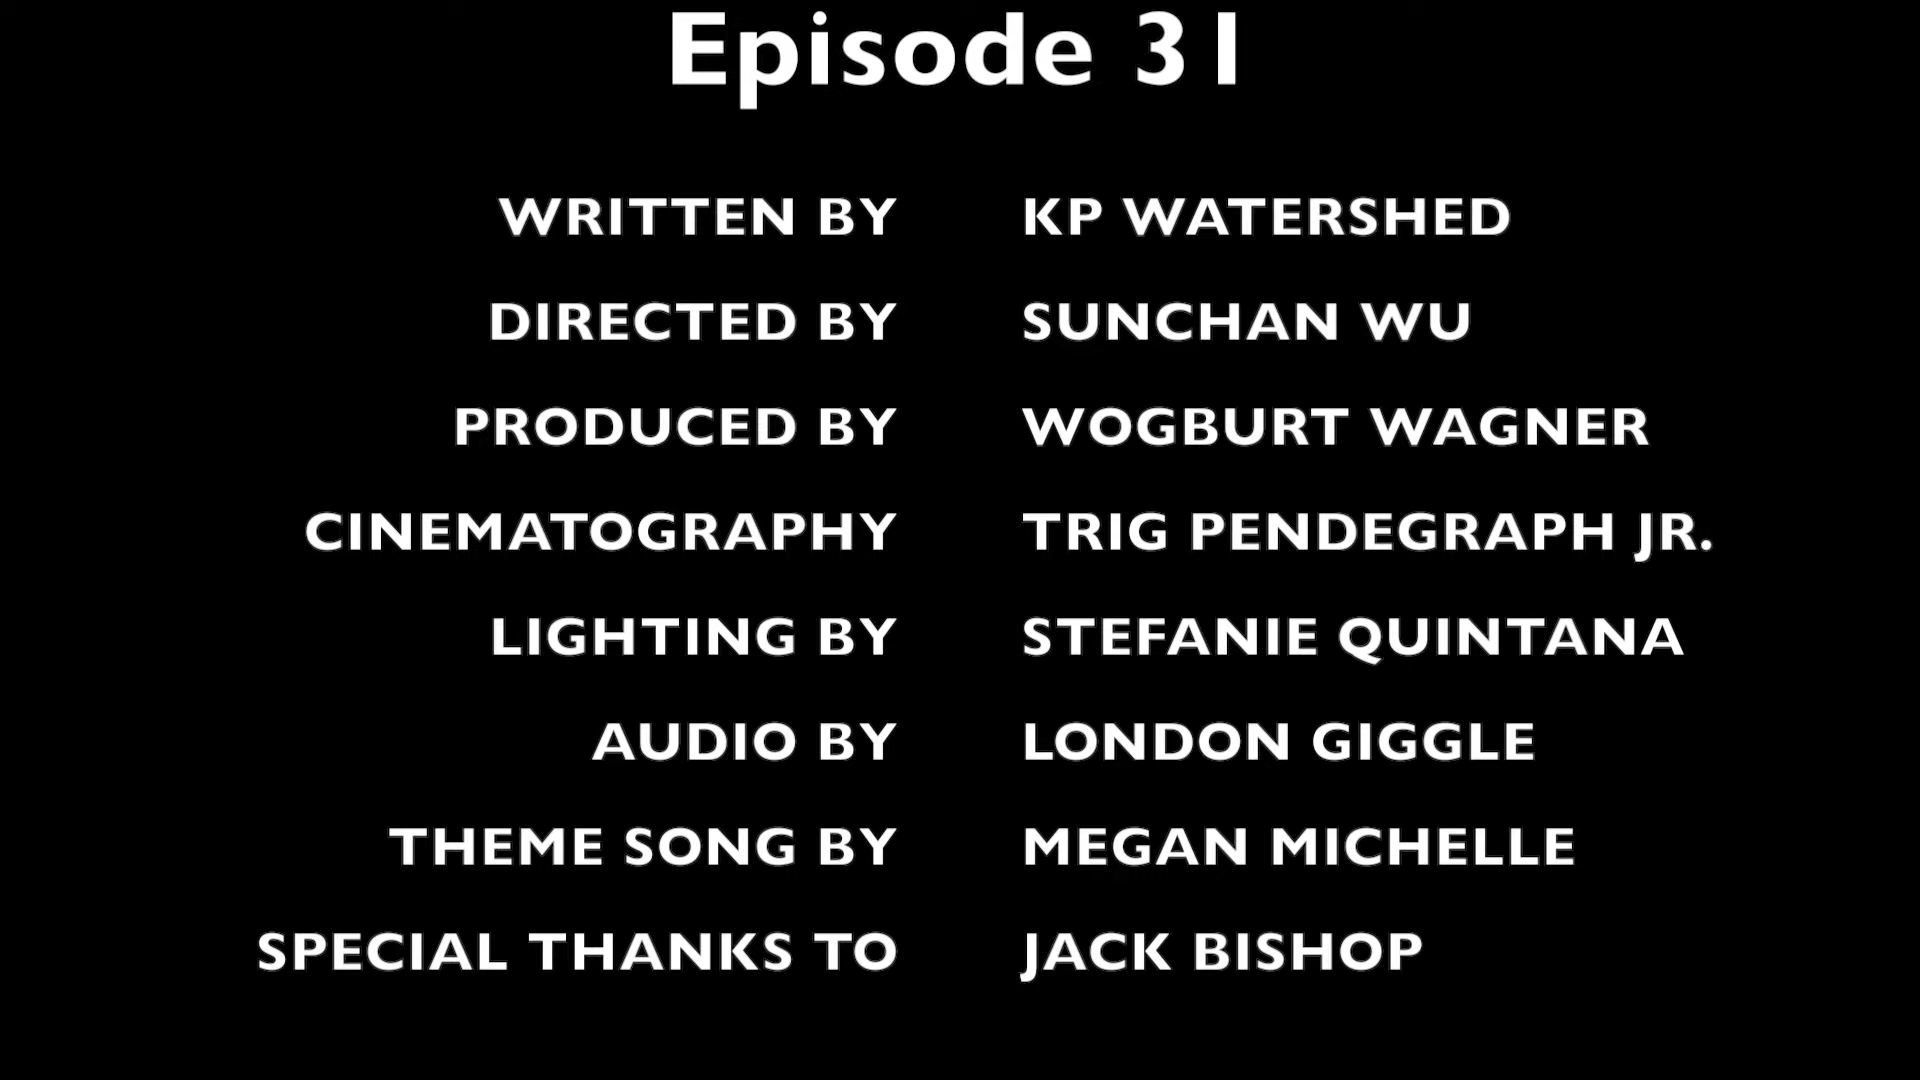 Episode 31
WRITTEN BY KP WATERSHED
DIRECTED BY SUNCHAN WU
PRODUCED BY WOGBURT WAGNER
CINEMATOGRAPHY TRIG PENDEGRAPH JR.
LIGHTING BY STEFANIE QUINTANA
AUDIO BY LONDON GIGGLE
THEME SONG BY MEGAN MICHELLE
SPECIAL THANKS TO JACK BISHOP